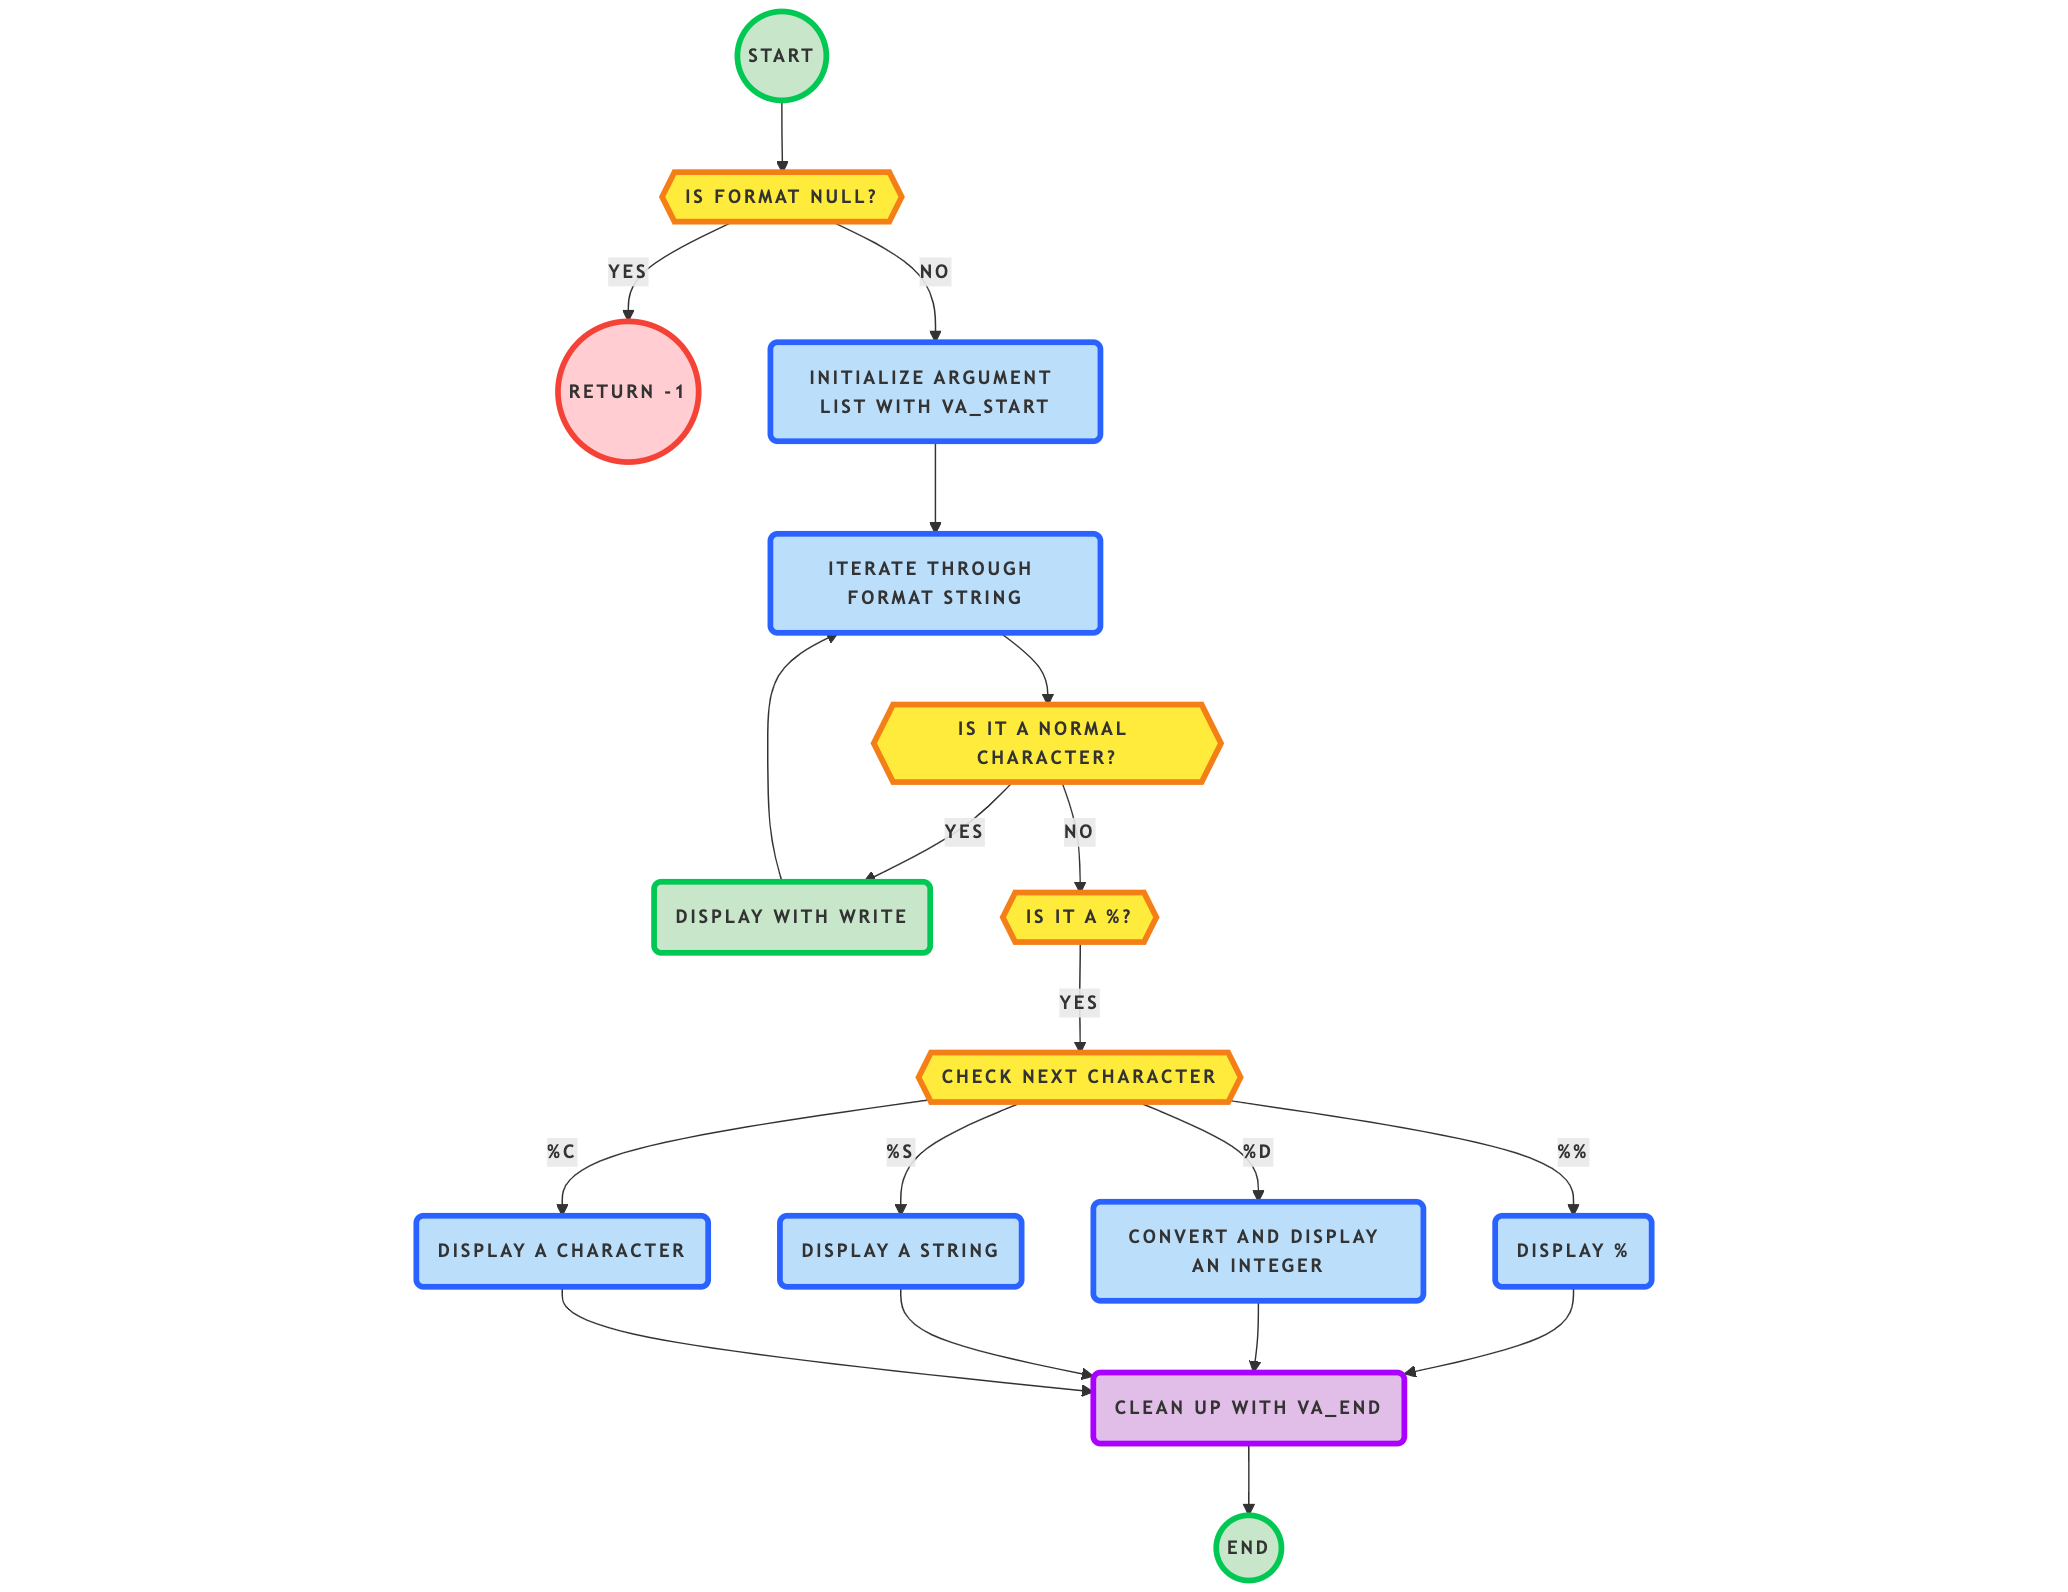 START
IS FORMAT NULL?
YES
NO
RETURN -1
INITIALIZE ARGUMENT
LIST WITH VA_START
ITERATE THROUGH
FORMAT STRING
IS IT A NORMAL
CHARACTER?
YES
NO
DISPLAY WITH WRITE
IS IT A %?
YES
CHECK NEXT CHARACTER
%C
%S
%D
%%
DISPLAY A CHARACTER
DISPLAY A STRING
CONVERT AND DISPLAY
AN INTEGER
DISPLAY %
CLEAN UP WITH VA_END
END